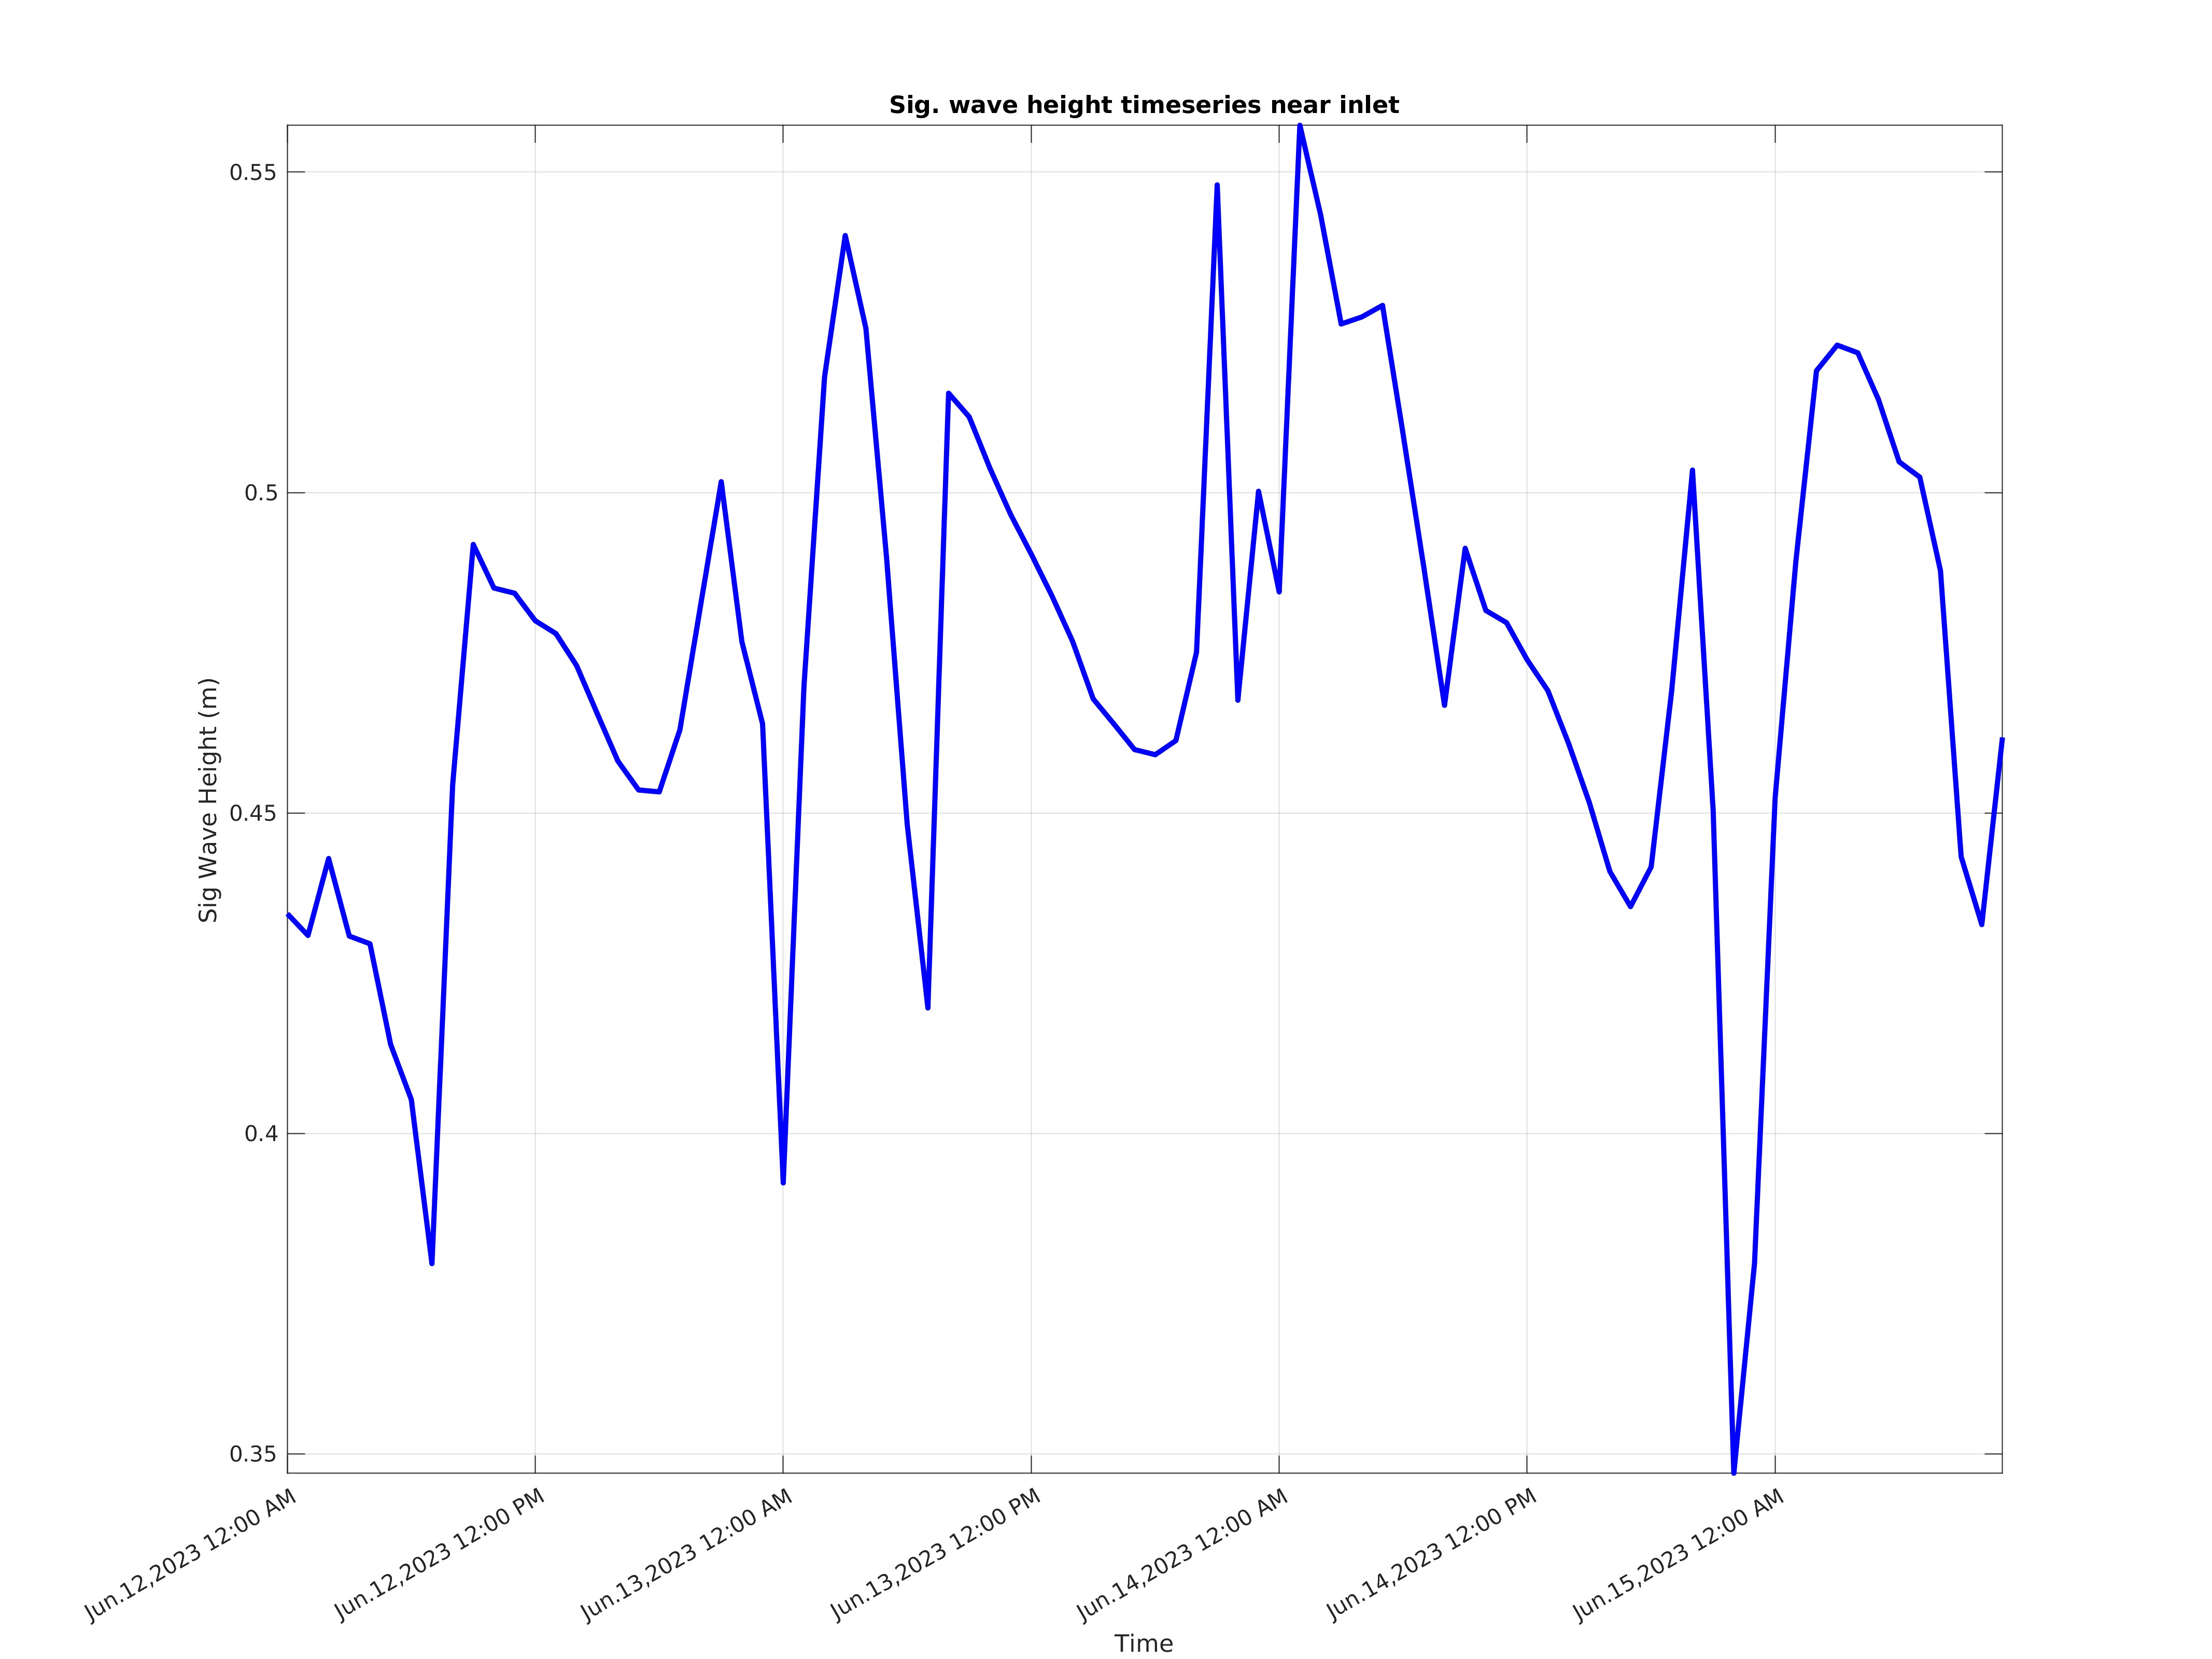 Sig. wave height timeseries near inlet
Sig Wave Height (m)
0.55
0.5
0.45
0.4
0.35
Jun.12,2023 12:00 AM
Jun.12,2023 12:00 PM
Jun.13,2023 12:00 AM
Jun.13,2023 12:00 PM
Jun.14,2023 12:00 AM
Jun.14,2023 12:00 PM
Jun.15,2023 12:00 AM
Time